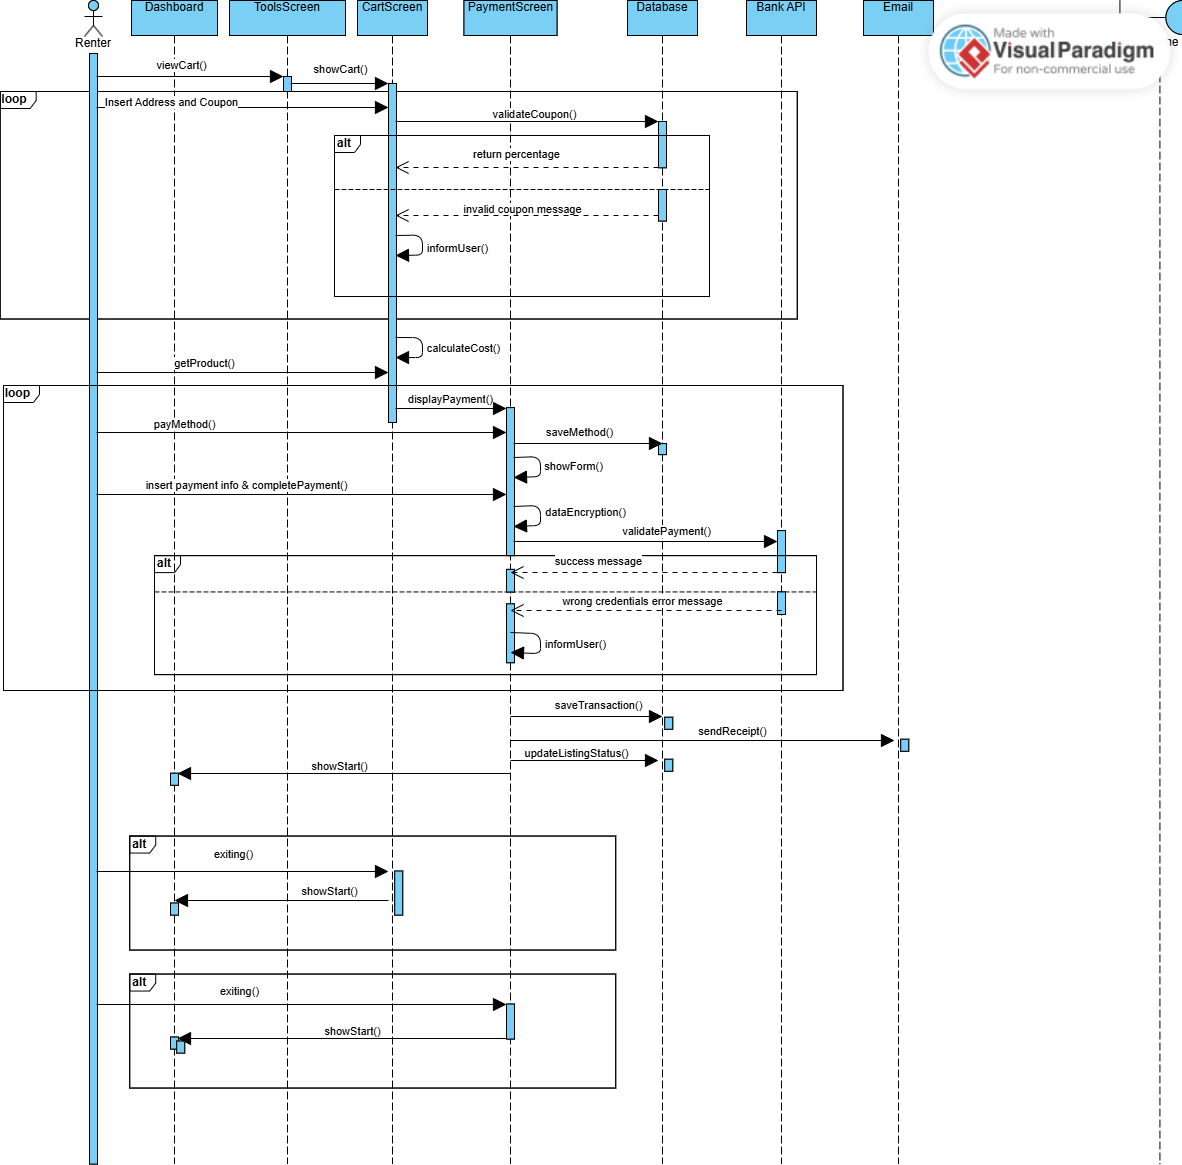 Dashboard
ToolsScreen
CartScreen
PaymentScreen
Database
Bank API
Email
Renter
Made with
VisualParadigm
For non-commercial use
viewCart()
showCart()
loop
Insert Address and Coupon
validateCoupon()
alt
return percentage
invalid coupon message
informUser()
calculateCost()
getProduct()
loop
displayPayment()
payMethod()
saveMethod()
showForm()
insert payment info & completePayment()
dataEncryption()
validatePayment()
alt
success message
wrong credentials error message
informUser()
saveTransaction()
sendReceipt()
updateListingStatus()
showStart()
alt
exiting()
showStart()
alt
exiting()
showStart()